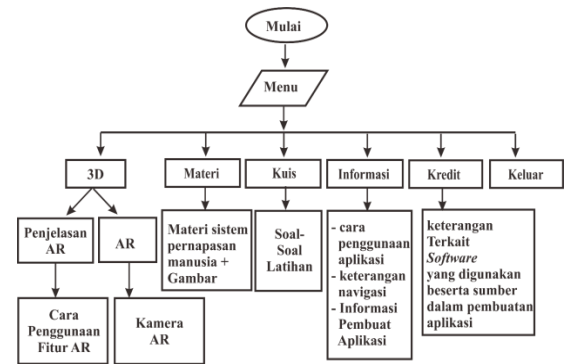 Mulai
Menu
3D
Materi
Kuis
Informasi
Kredit
Keluar
Penjelasan
AR
AR
Cara
Penggunaan
Fitur AR
Kamera
AR
Materi sistem
pernapasan
manusia +
Gambar
Soal-
Soal
Latihan
- cara
penggunaan
aplikasi
- keterangan
navigasi
- Informasi
Pembuat
Aplikasi
keterangan
Terkait
Software
yang digunakan
beserta sumber
dalam pembuatan
aplikasi